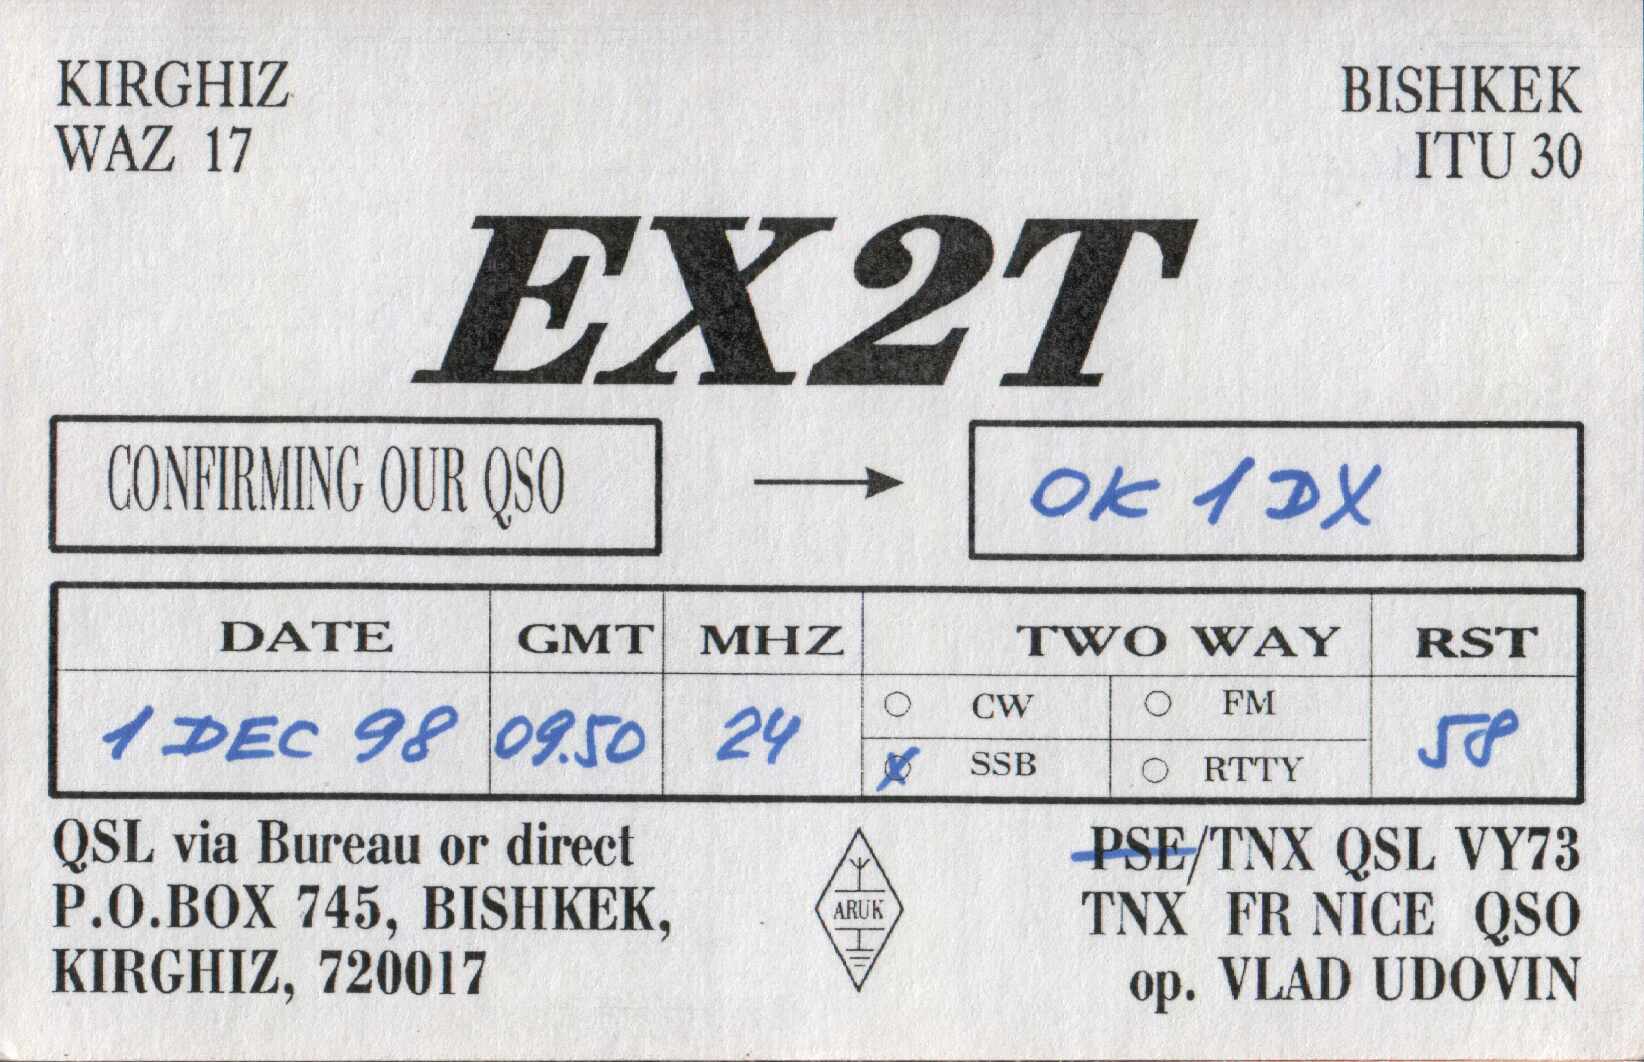 KIRGHIZ
WAZ 17
BISHKEK
ITU 30
EX2T
CONFIRMING OUR QSO
OK 1 DX
DATE GMT MHZ TWO WAY RST
CW FM
1 DEC 98 09.50 24 58
SSB RTTY
QSL via Bureau or direct
P.O.BOX 745, BISHKEK,
KIRGHIZ, 720017
ARUK
PSE/TNX QSL VY73
TNX FR NICE QSO
op. VLAD UDOVIN